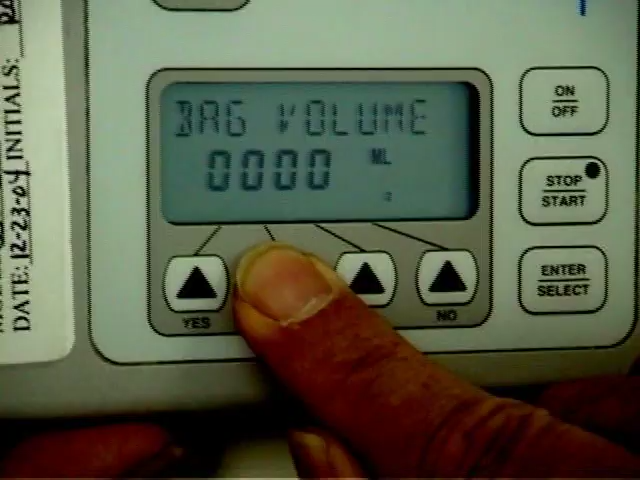 BAG VOLUME
0000 ML
YES
NO
ON
OFF
STOP
START
ENTER
SELECT
DATE: 12-23-04 INITIALS: